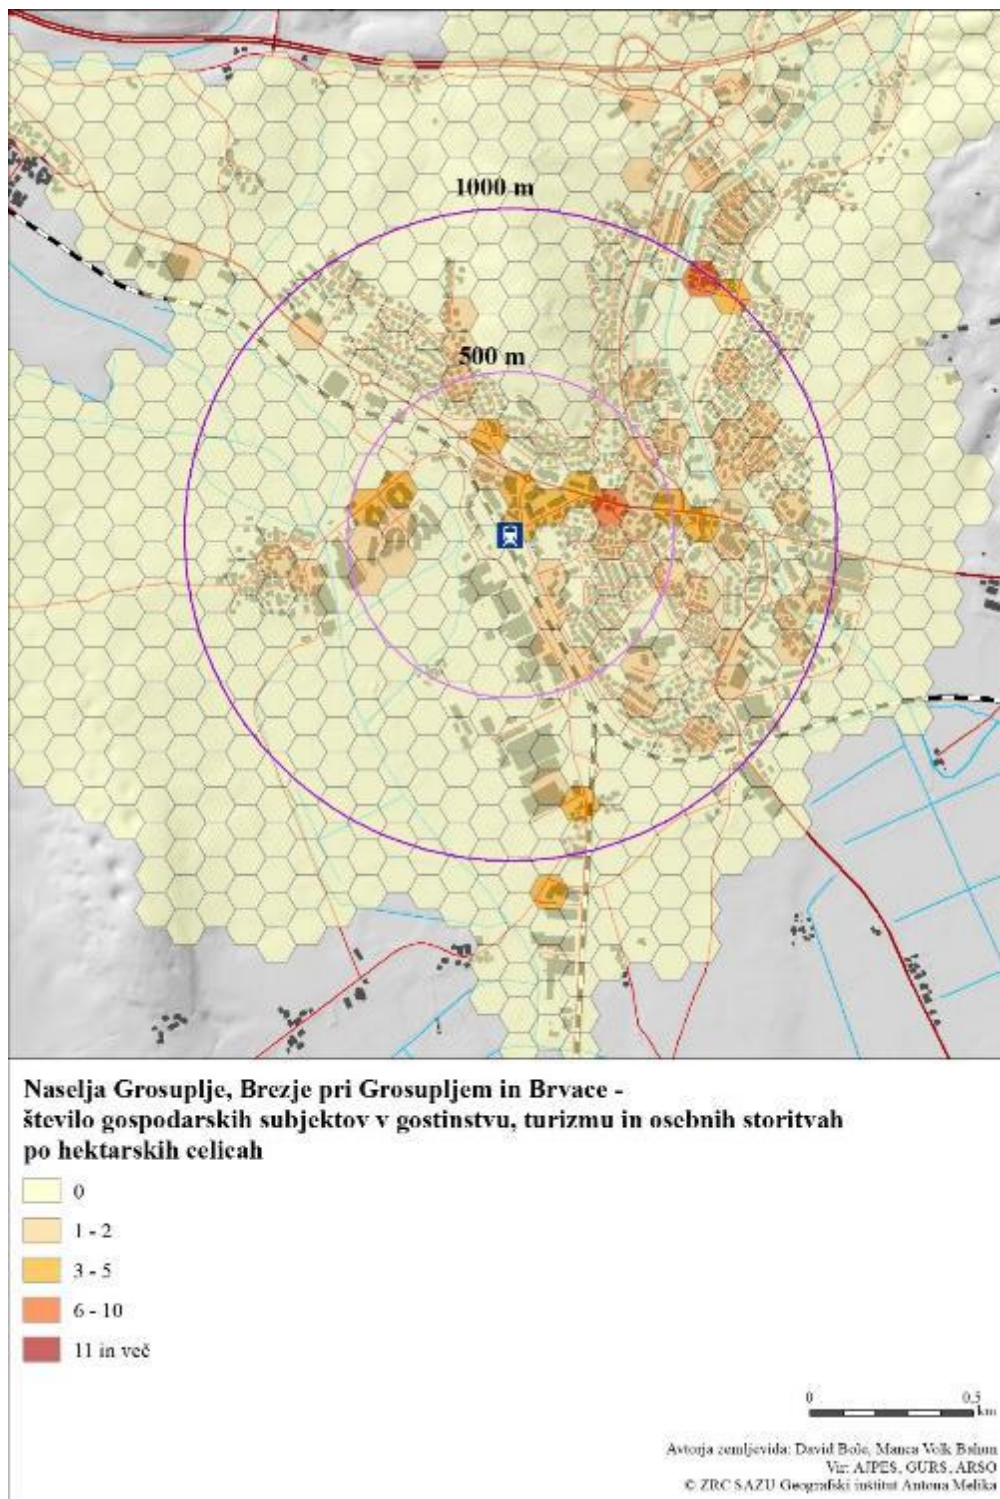 1000 m
500 m
Naselja Grosuplje, Brezje pri Grosupljem in Brvace -
število gospodarskih subjektov v gostinstvu, turizmu in osebnih storitvah
po hektarskih celicah
0
1 - 2
3 - 5
6 - 10
11 in več
0 0.5
km
Avtorja zemljevida: David Bole, Manca Volk Bahun
Vir: AJPES, GURS, ARSO
© ZRC SAZU Geografski inštitut Antona Melika